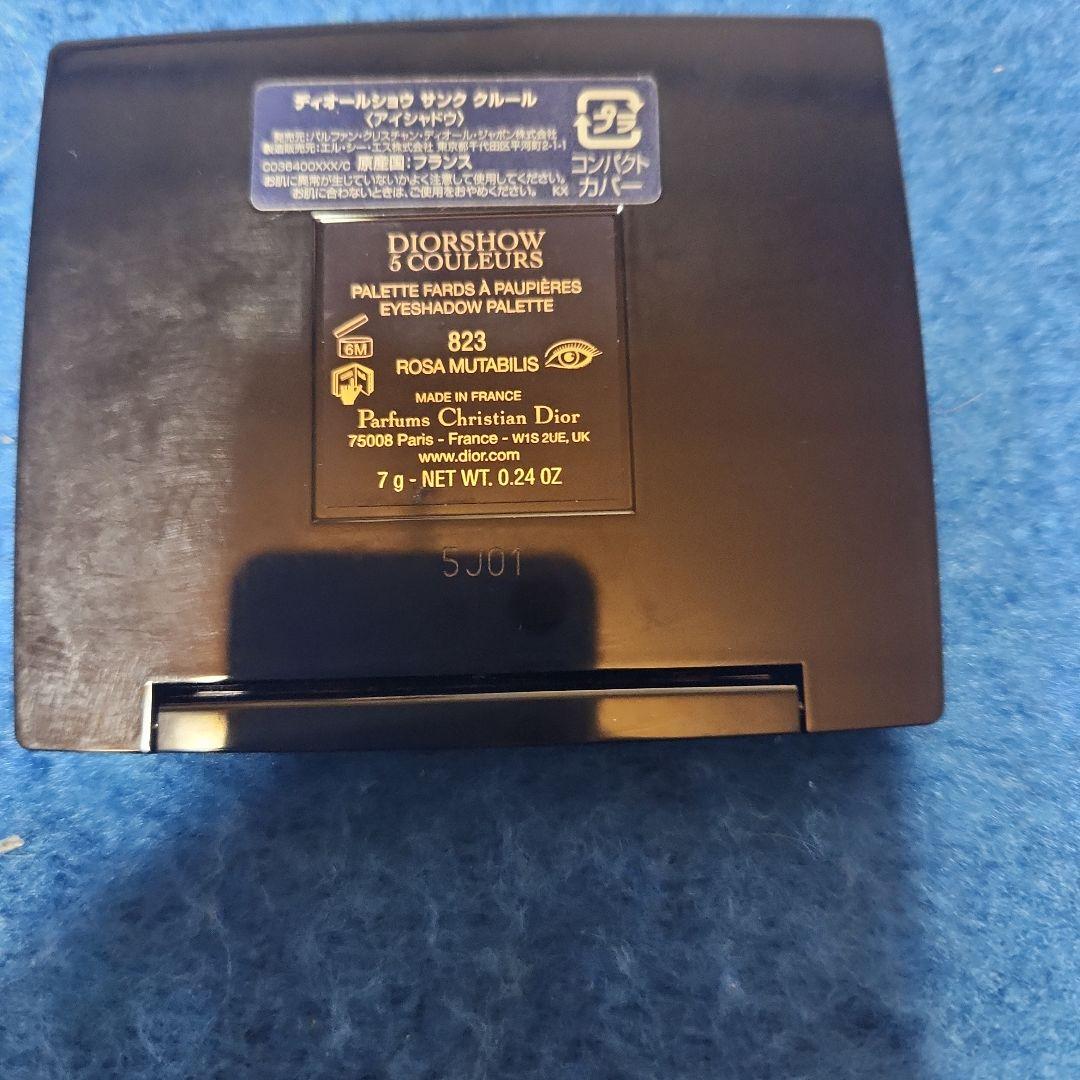 ディオールショウ サンク クルール
〈アイシャドウ〉
発売元:パルファン・クリスチャン・ディオール・ジャポン株式会社
製造販売元:エル・シー・エス株式会社 東京都千代田区平河町2-1-1
C036400XXX/C 原産国:フランス
お肌に異常が生じていないかよく注意して使用してください。
お肌に合わないときは、ご使用をおやめください。 KX
プラ
コンパクト
カバー
DIORSHOW
5 COULEURS
PALETTE FARDS À PAUPIÈRES
EYESHADOW PALETTE
6M
823
ROSA MUTABILIS
MADE IN FRANCE
Parfums Christian Dior
75008 Paris - France - W1S 2UE, UK
www.dior.com
7 g - NET WT. 0.24 OZ
5J01